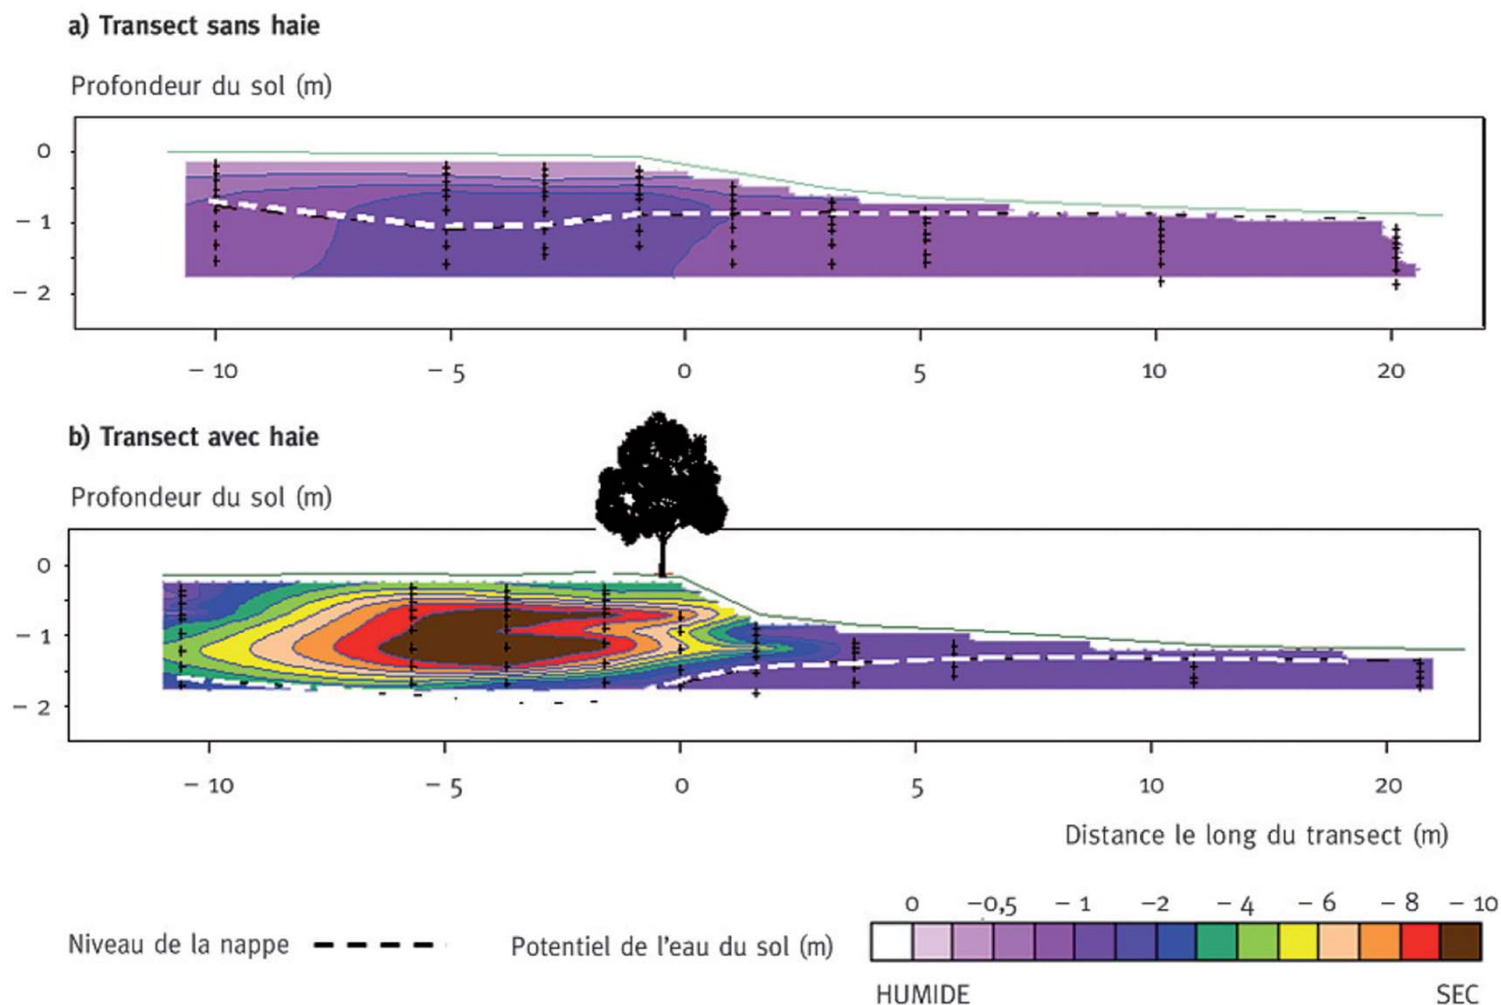 a) Transect sans haie
Profondeur du sol (m)
0
– 1
– 2
– 10 – 5 0 5 10 20
b) Transect avec haie
Profondeur du sol (m)
0
– 1
– 2
– 10 – 5 0 5 10 20
Distance le long du transect (m)
0 –0,5 – 1 –2 – 4 – 6 – 8 – 10
Niveau de la nappe Potentiel de l'eau du sol (m)
HUMIDE SEC